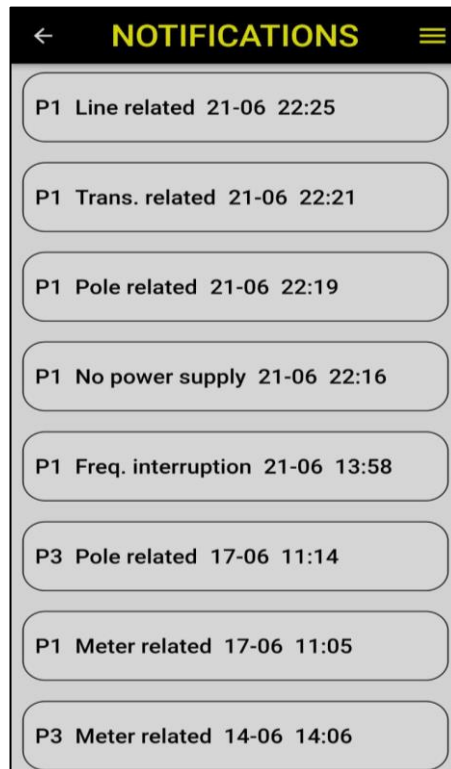 NOTIFICATIONS
P1 Line related 21-06 22:25
P1 Trans. related 21-06 22:21
P1 Pole related 21-06 22:19
P1 No power supply 21-06 22:16
P1 Freq. interruption 21-06 13:58
P3 Pole related 17-06 11:14
P1 Meter related 17-06 11:05
P3 Meter related 14-06 14:06